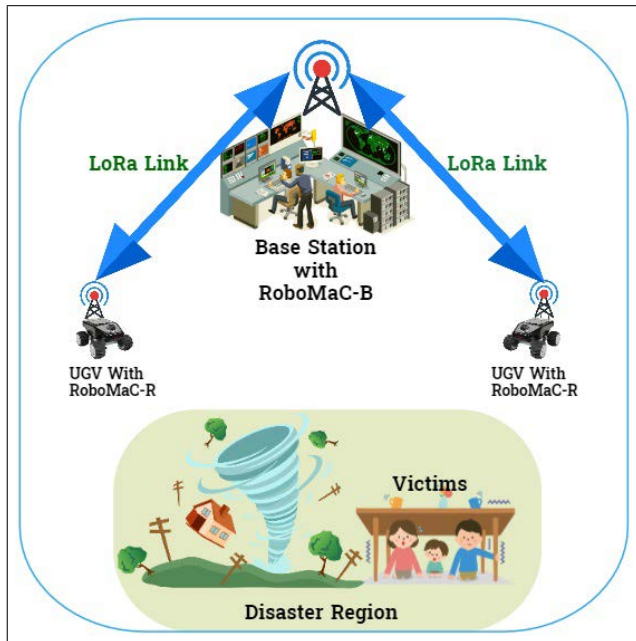 LoRa Link
LoRa Link
Base Station
with
RoboMaC-B
UGV With
RoboMaC-R
UGV With
RoboMaC-R
Victims
Disaster Region